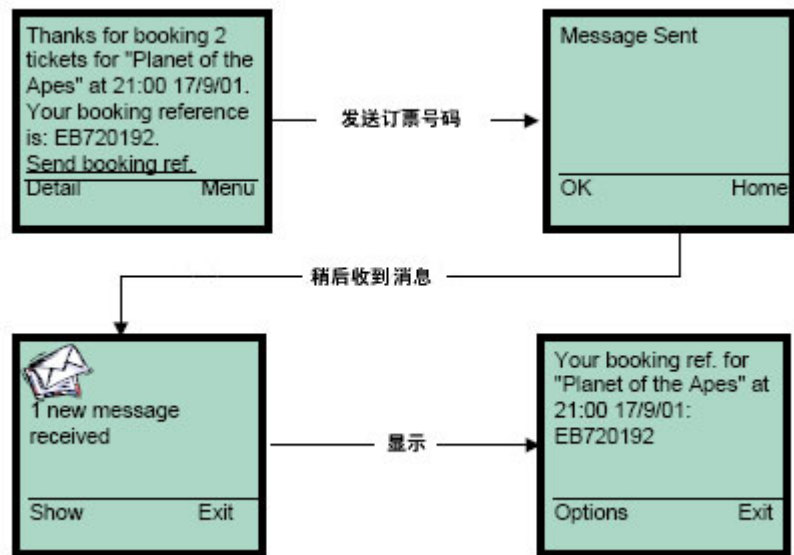 Thanks for booking 2
tickets for "Planet of the
Apes" at 21:00 17/9/01.
Your booking reference
is: EB720192.
Send booking ref.
Detail Menu
发送订票号码
Message Sent
OK Home
稍后收到消息
1 new message
received
Show Exit
显示
Your booking ref. for
"Planet of the Apes" at
21:00 17/9/01:
EB720192
Options Exit